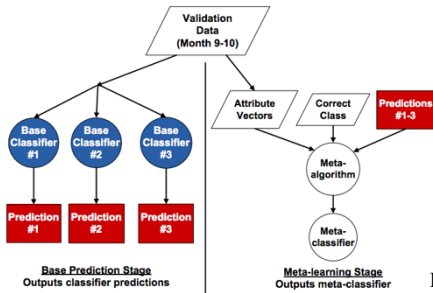 Validation
Data
(Month 9-10)
Base
Classifier
#1
Base
Classifier
#2
Base
Classifier
#3
Prediction
#1
Prediction
#2
Prediction
#3
Base Prediction Stage
Outputs classifier predictions
Attribute
Vectors
Correct
Class
Predictions
#1-3
Meta-
algorithm
Meta-
classifier
Meta-learning Stage
Outputs meta-classifier